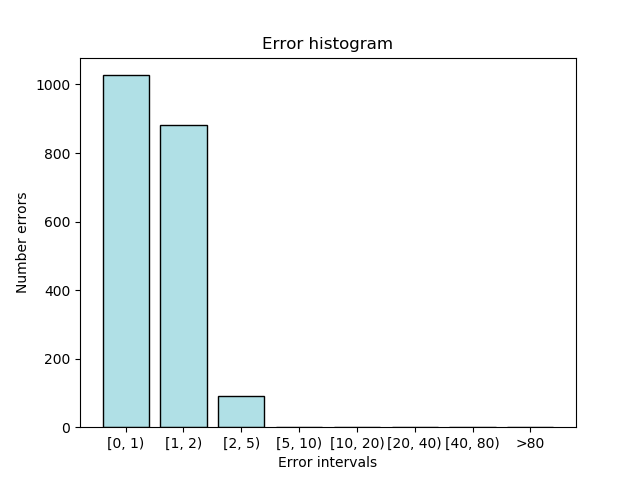 Error histogram
1000
800
600
400
200
0
Number errors
[0, 1) [1, 2) [2, 5) [5, 10) [10, 20) [20, 40) [40, 80) >80
Error intervals